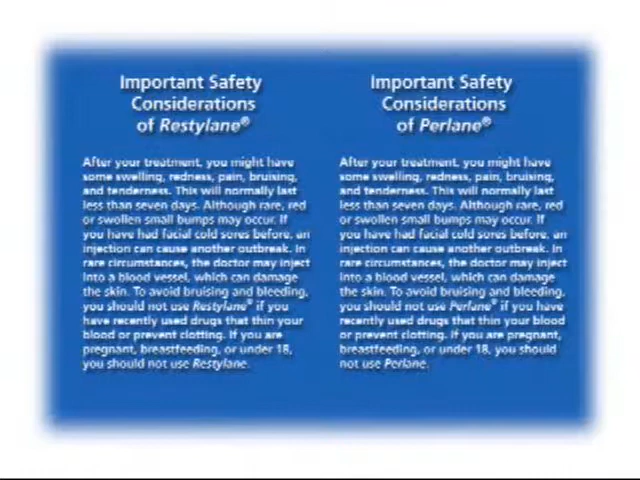 Important Safety
Considerations
of Restylane®
After your treatment, you might have
some swelling, redness, pain, bruising,
and tenderness. This will normally last
less than seven days. Although rare, red
or swollen small bumps may occur. If
you have had facial cold sores before, an
injection can cause another outbreak. In
rare circumstances, the doctor may inject
into a blood vessel, which can damage
the skin. To avoid bruising and bleeding,
you should not use Restylane® if you
have recently used drugs that thin your
blood or prevent clotting. If you are
pregnant, breastfeeding, or under 18,
you should not use Restylane.
Important Safety
Considerations
of Perlane®
After your treatment, you might have
some swelling, redness, pain, bruising,
and tenderness. This will normally last
less than seven days. Although rare, red
or swollen small bumps may occur. If
you have had facial cold sores before, an
injection can cause another outbreak. In
rare circumstances, the doctor may inject
into a blood vessel, which can damage
the skin. To avoid bruising and bleeding,
you should not use Perlane® if you have
recently used drugs that thin your blood
or prevent clotting. If you are pregnant,
breastfeeding, or under 18, you should
not use Perlane.